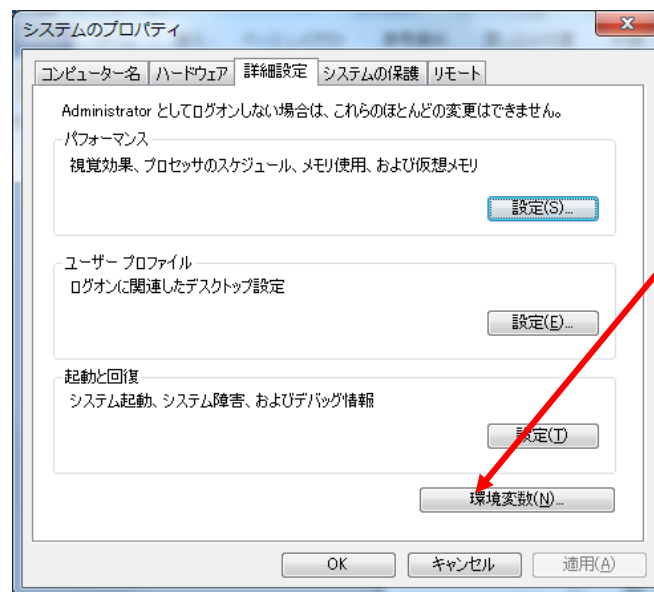 システムのプロパティ
コンピューター名 ハードウェア 詳細設定 システムの保護 リモート
Administrator としてログオンしない場合は、これらのほとんどの変更はできません。
パフォーマンス
視覚効果、プロセッサのスケジュール、メモリ使用、および仮想メモリ
設定(S)...
ユーザー プロファイル
ログオンに関連したデスクトップ設定
設定(E)...
起動と回復
システム起動、システム障害、およびデバッグ情報
設定(T)
環境変数(N)...
OK キャンセル 適用(A)